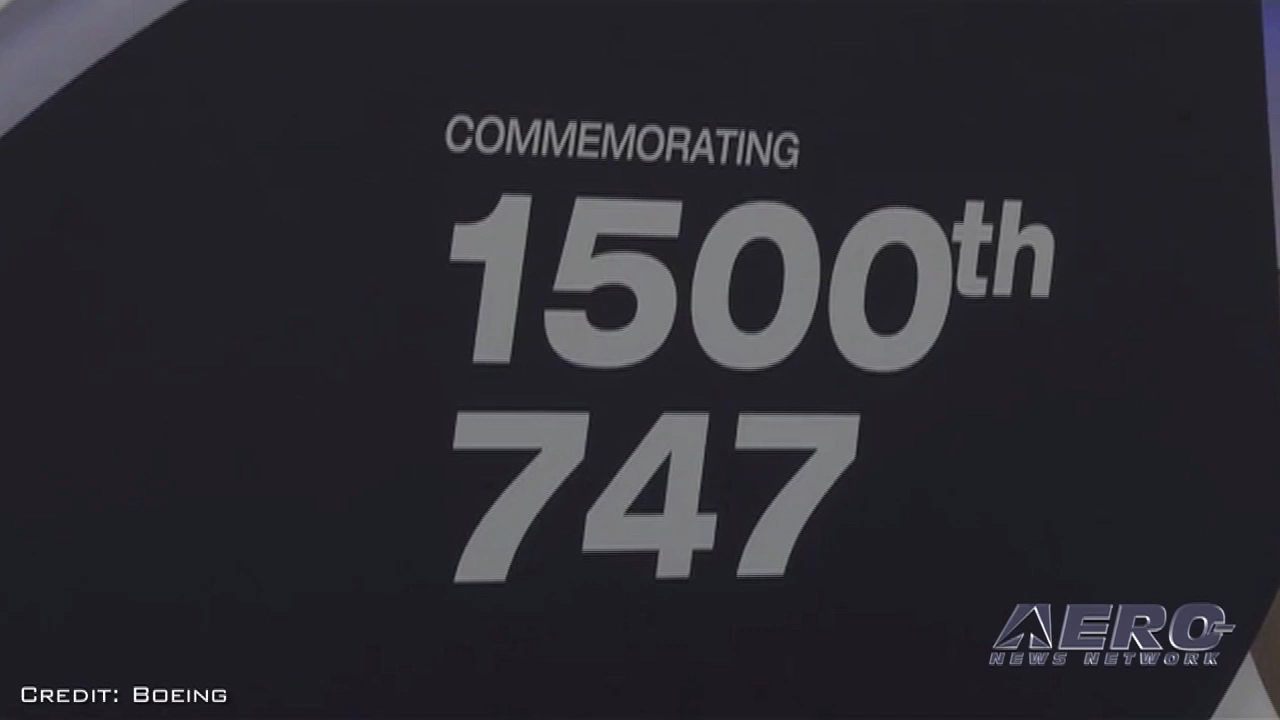 COMMEMORATING
1500th
747
AERO
NEWS NETWORK
CREDIT: BOEING